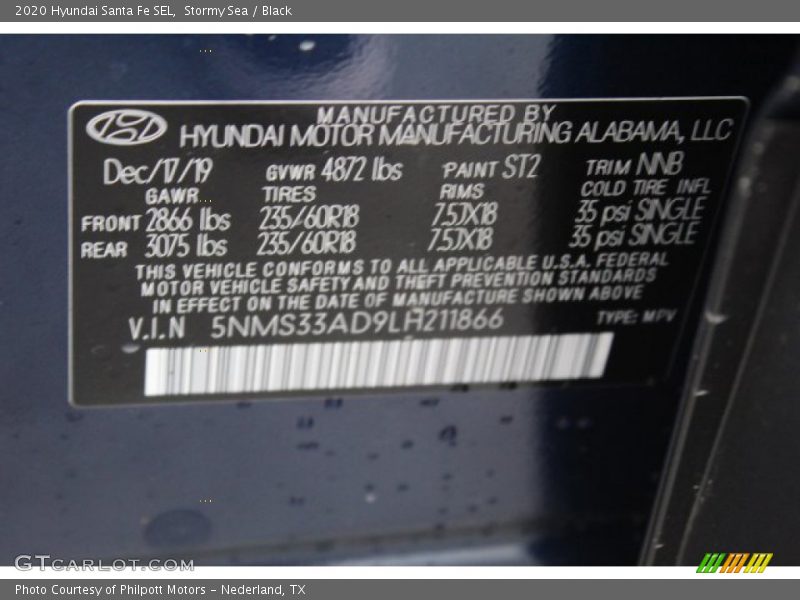 2020 Hyundai Santa Fe SEL, Stormy Sea / Black
MANUFACTURED BY
HYUNDAI MOTOR MANUFACTURING ALABAMA, LLC
Dec/17/19 GVWR 4872 lbs PAINT ST2 TRIM NNB
GAWR TIRES RIMS COLD TIRE INFL
FRONT 2866 lbs 235/60R18 7.5JX18 35 psi SINGLE
REAR 3075 lbs 235/60R18 7.5JX18 35 psi SINGLE
THIS VEHICLE CONFORMS TO ALL APPLICABLE U.S.A. FEDERAL
MOTOR VEHICLE SAFETY AND THEFT PREVENTION STANDARDS
IN EFFECT ON THE DATE OF MANUFACTURE SHOWN ABOVE
V.I.N 5NMS33AD9LH211866 TYPE: MPV
GTCARLOT.COM
Photo Courtesy of Philpott Motors - Nederland, TX